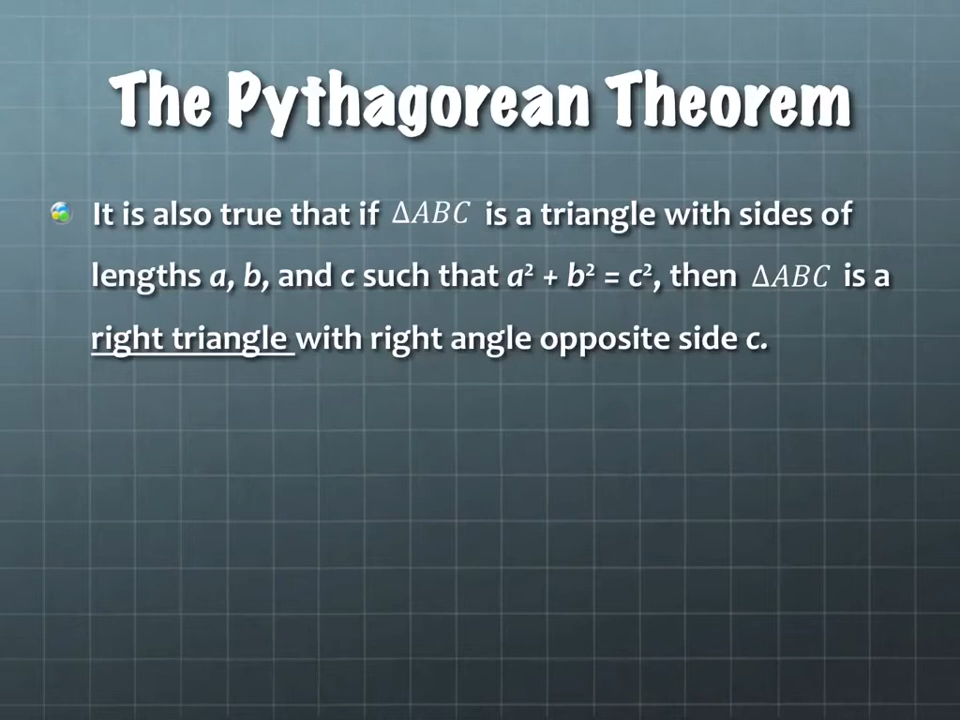 The Pythagorean Theorem
It is also true that if ΔABC is a triangle with sides of
lengths a, b, and c such that a² + b² = c², then ΔABC is a
right triangle with right angle opposite side c.